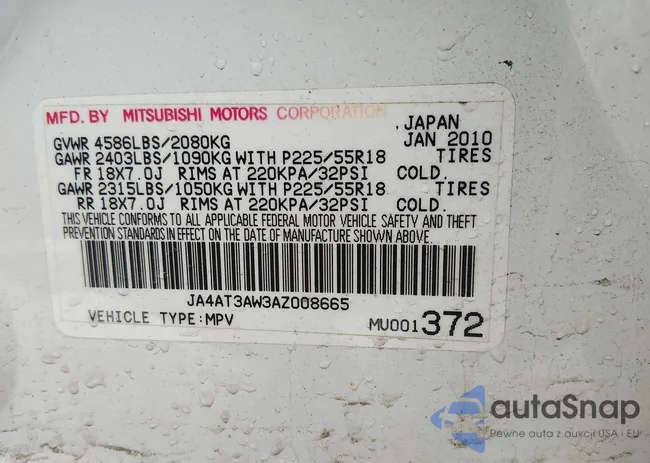 MFD. BY MITSUBISHI MOTORS CORPORATION , JAPAN
GVWR 4586LBS/2080KG JAN 2010
GAWR 2403LBS/1090KG WITH P225/55R18 TIRES
FR 18X7.0J RIMS AT 220KPA/32PSI COLD.
GAWR 2315LBS/1050KG WITH P225/55R18 TIRES
RR 18X7.0J RIMS AT 220KPA/32PSI COLD.
THIS VEHICLE CONFORMS TO ALL APPLICABLE FEDERAL MOTOR VEHICLE SAFETY AND THEFT
PREVENTION STANDARDS IN EFFECT ON THE DATE OF MANUFACTURE SHOWN ABOVE.
JA4AT3AW3AZ008665
VEHICLE TYPE:MPV MU001 372
autaSnap
Pewne auta z aukcji USA i EU